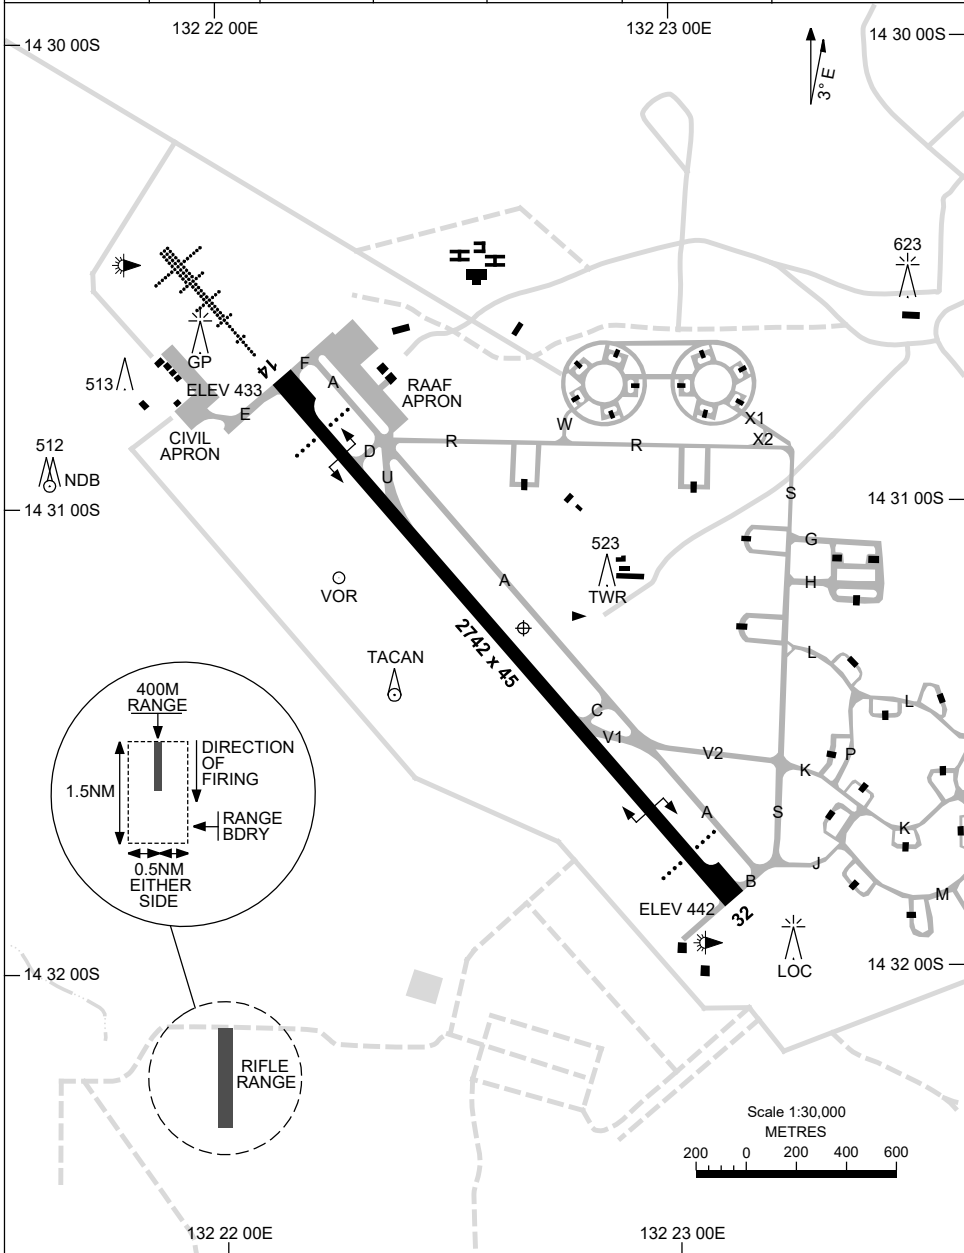 132 22 00E
132 23 00E
14 30 00S
14 30 00S
3° E
623
GP
14
F
513
ELEV 433
A
RAAF
APRON
E
W
X1
CIVIL
APRON
R
R
X2
D
512
NDB
U
S
14 31 00S
14 31 00S
G
523
A
H
VOR
TWR
2742 x 45
L
TACAN
400M
RANGE
C
L
V1
DIRECTION
OF
FIRING
V2
P
K
1.5NM
A
S
RANGE
BDRY
K
0.5NM
EITHER
SIDE
J
B
M
ELEV 442
32
14 32 00S
14 32 00S
LOC
RIFLE
RANGE
Scale 1:30,000
METRES
200 0 200 400 600
132 22 00E
132 23 00E